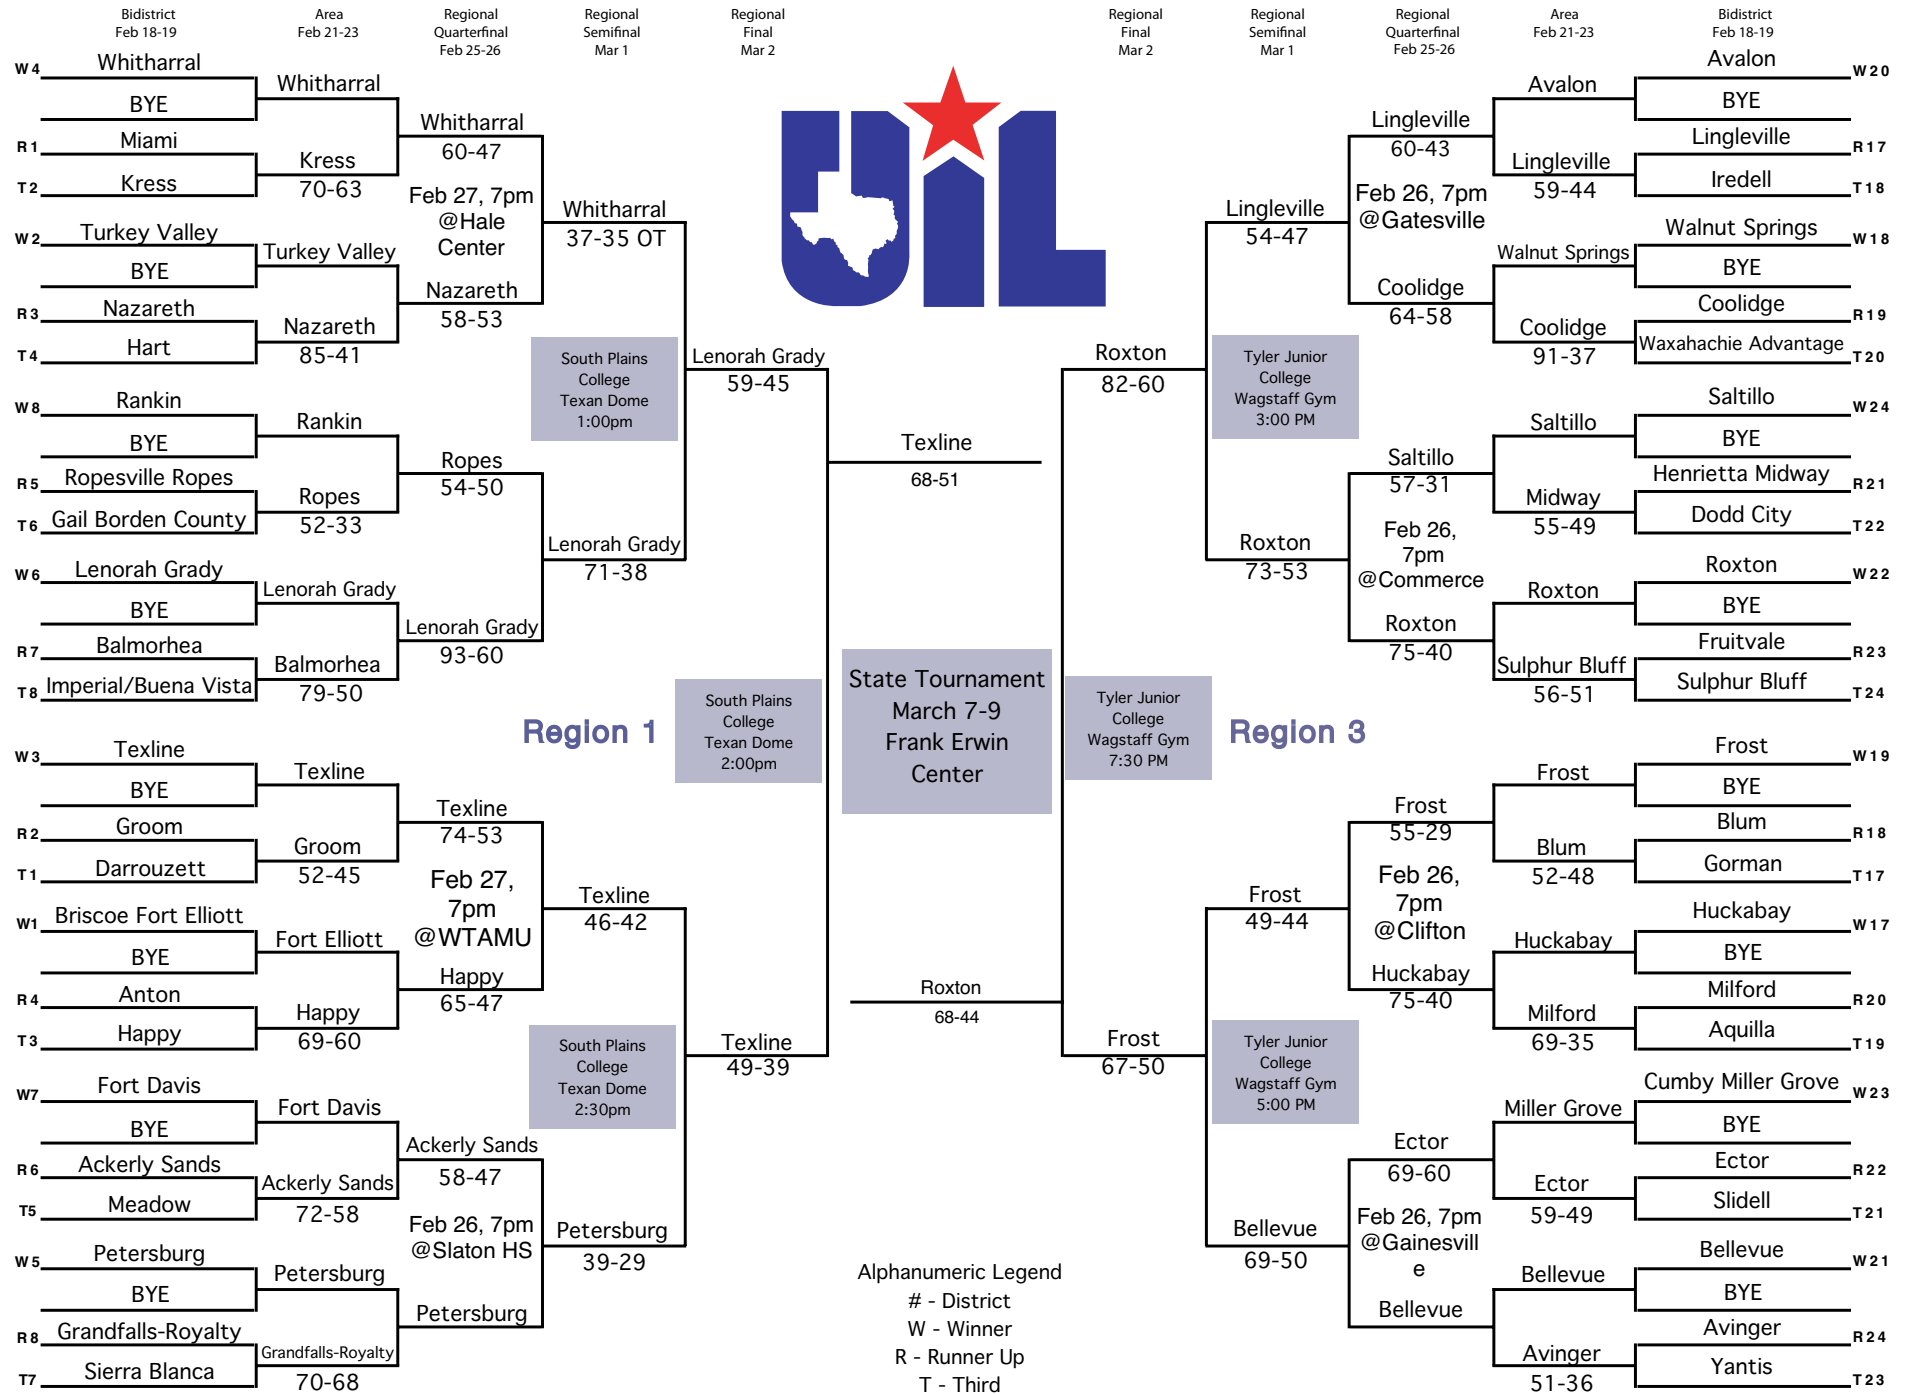 Bidistrict
Feb 18-19
Area
Feb 21-23
Regional
Quarterfinal
Feb 25-26
Regional
Semifinal
Mar 1
Regional
Final
Mar 2
Regional
Final
Mar 2
Regional
Semifinal
Mar 1
Regional
Quarterfinal
Feb 25-26
Area
Feb 21-23
Bidistrict
Feb 18-19
W4 Whitharral
BYE
R1 Miami
T2 Kress
W2 Turkey Valley
BYE
R3 Nazareth
T4 Hart
W8 Rankin
BYE
R5 Ropesville Ropes
T6 Gail Borden County
W6 Lenorah Grady
BYE
R7 Balmorhea
T8 Imperial/Buena Vista
W3 Texline
BYE
R2 Groom
T1 Darrouzett
W1 Briscoe Fort Elliott
BYE
R4 Anton
T3 Happy
W7 Fort Davis
BYE
R6 Ackerly Sands
T5 Meadow
W5 Petersburg
BYE
R8 Grandfalls-Royalty
T7 Sierra Blanca
Whitharral
Kress
70-63
Turkey Valley
Nazareth
85-41
Rankin
Ropes
52-33
Lenorah Grady
Balmorhea
79-50
Texline
Groom
52-45
Fort Elliott
Happy
69-60
Fort Davis
Ackerly Sands
72-58
Petersburg
Grandfalls-Royalty
70-68
Whitharral
60-47
Feb 27, 7pm
@Hale
Center
Nazareth
58-53
Ropes
54-50
Lenorah Grady
93-60
Texline
74-53
Feb 27,
7pm
@WTAMU
Happy
65-47
Ackerly Sands
58-47
Feb 26, 7pm
@Slaton HS
Petersburg
Whitharral
37-35 OT
South Plains
College
Texan Dome
1:00pm
Lenorah Grady
71-38
Region 1
Texline
46-42
South Plains
College
Texan Dome
2:30pm
Petersburg
39-29
Lenorah Grady
59-45
South Plains
College
Texan Dome
2:00pm
Texline
49-39
UIL
Texline
68-51
State Tournament
March 7-9
Frank Erwin
Center
Roxton
68-44
Alphanumeric Legend
# - District
W - Winner
R - Runner Up
T - Third
Roxton
82-60
Tyler Junior
College
Wagstaff Gym
7:30 PM
Frost
67-50
Lingleville
54-47
Tyler Junior
College
Wagstaff Gym
3:00 PM
Roxton
73-53
Region 3
Frost
49-44
Tyler Junior
College
Wagstaff Gym
5:00 PM
Bellevue
69-50
Lingleville
60-43
Feb 26, 7pm
@Gatesville
Coolidge
64-58
Saltillo
57-31
Feb 26,
7pm
@Commerce
Roxton
75-40
Frost
55-29
Feb 26,
7pm
@Clifton
Huckabay
75-40
Ector
69-60
Feb 26, 7pm
@Gainesvill
e
Bellevue
Avalon
Lingleville
59-44
Walnut Springs
Coolidge
91-37
Saltillo
Midway
55-49
Roxton
Sulphur Bluff
56-51
Frost
Blum
52-48
Huckabay
Milford
69-35
Miller Grove
Ector
59-49
Bellevue
Avinger
51-36
Avalon W20
BYE
Lingleville R17
Iredell T18
Walnut Springs W18
BYE
Coolidge R19
Waxahachie Advantage T20
Saltillo W24
BYE
Henrietta Midway R21
Dodd City T22
Roxton W22
BYE
Fruitvale R23
Sulphur Bluff T24
Frost W19
BYE
Blum R18
Gorman T17
Huckabay W17
BYE
Milford R20
Aquilla T19
Cumby Miller Grove W23
BYE
Ector R22
Slidell T21
Bellevue W21
BYE
Avinger R24
Yantis T23